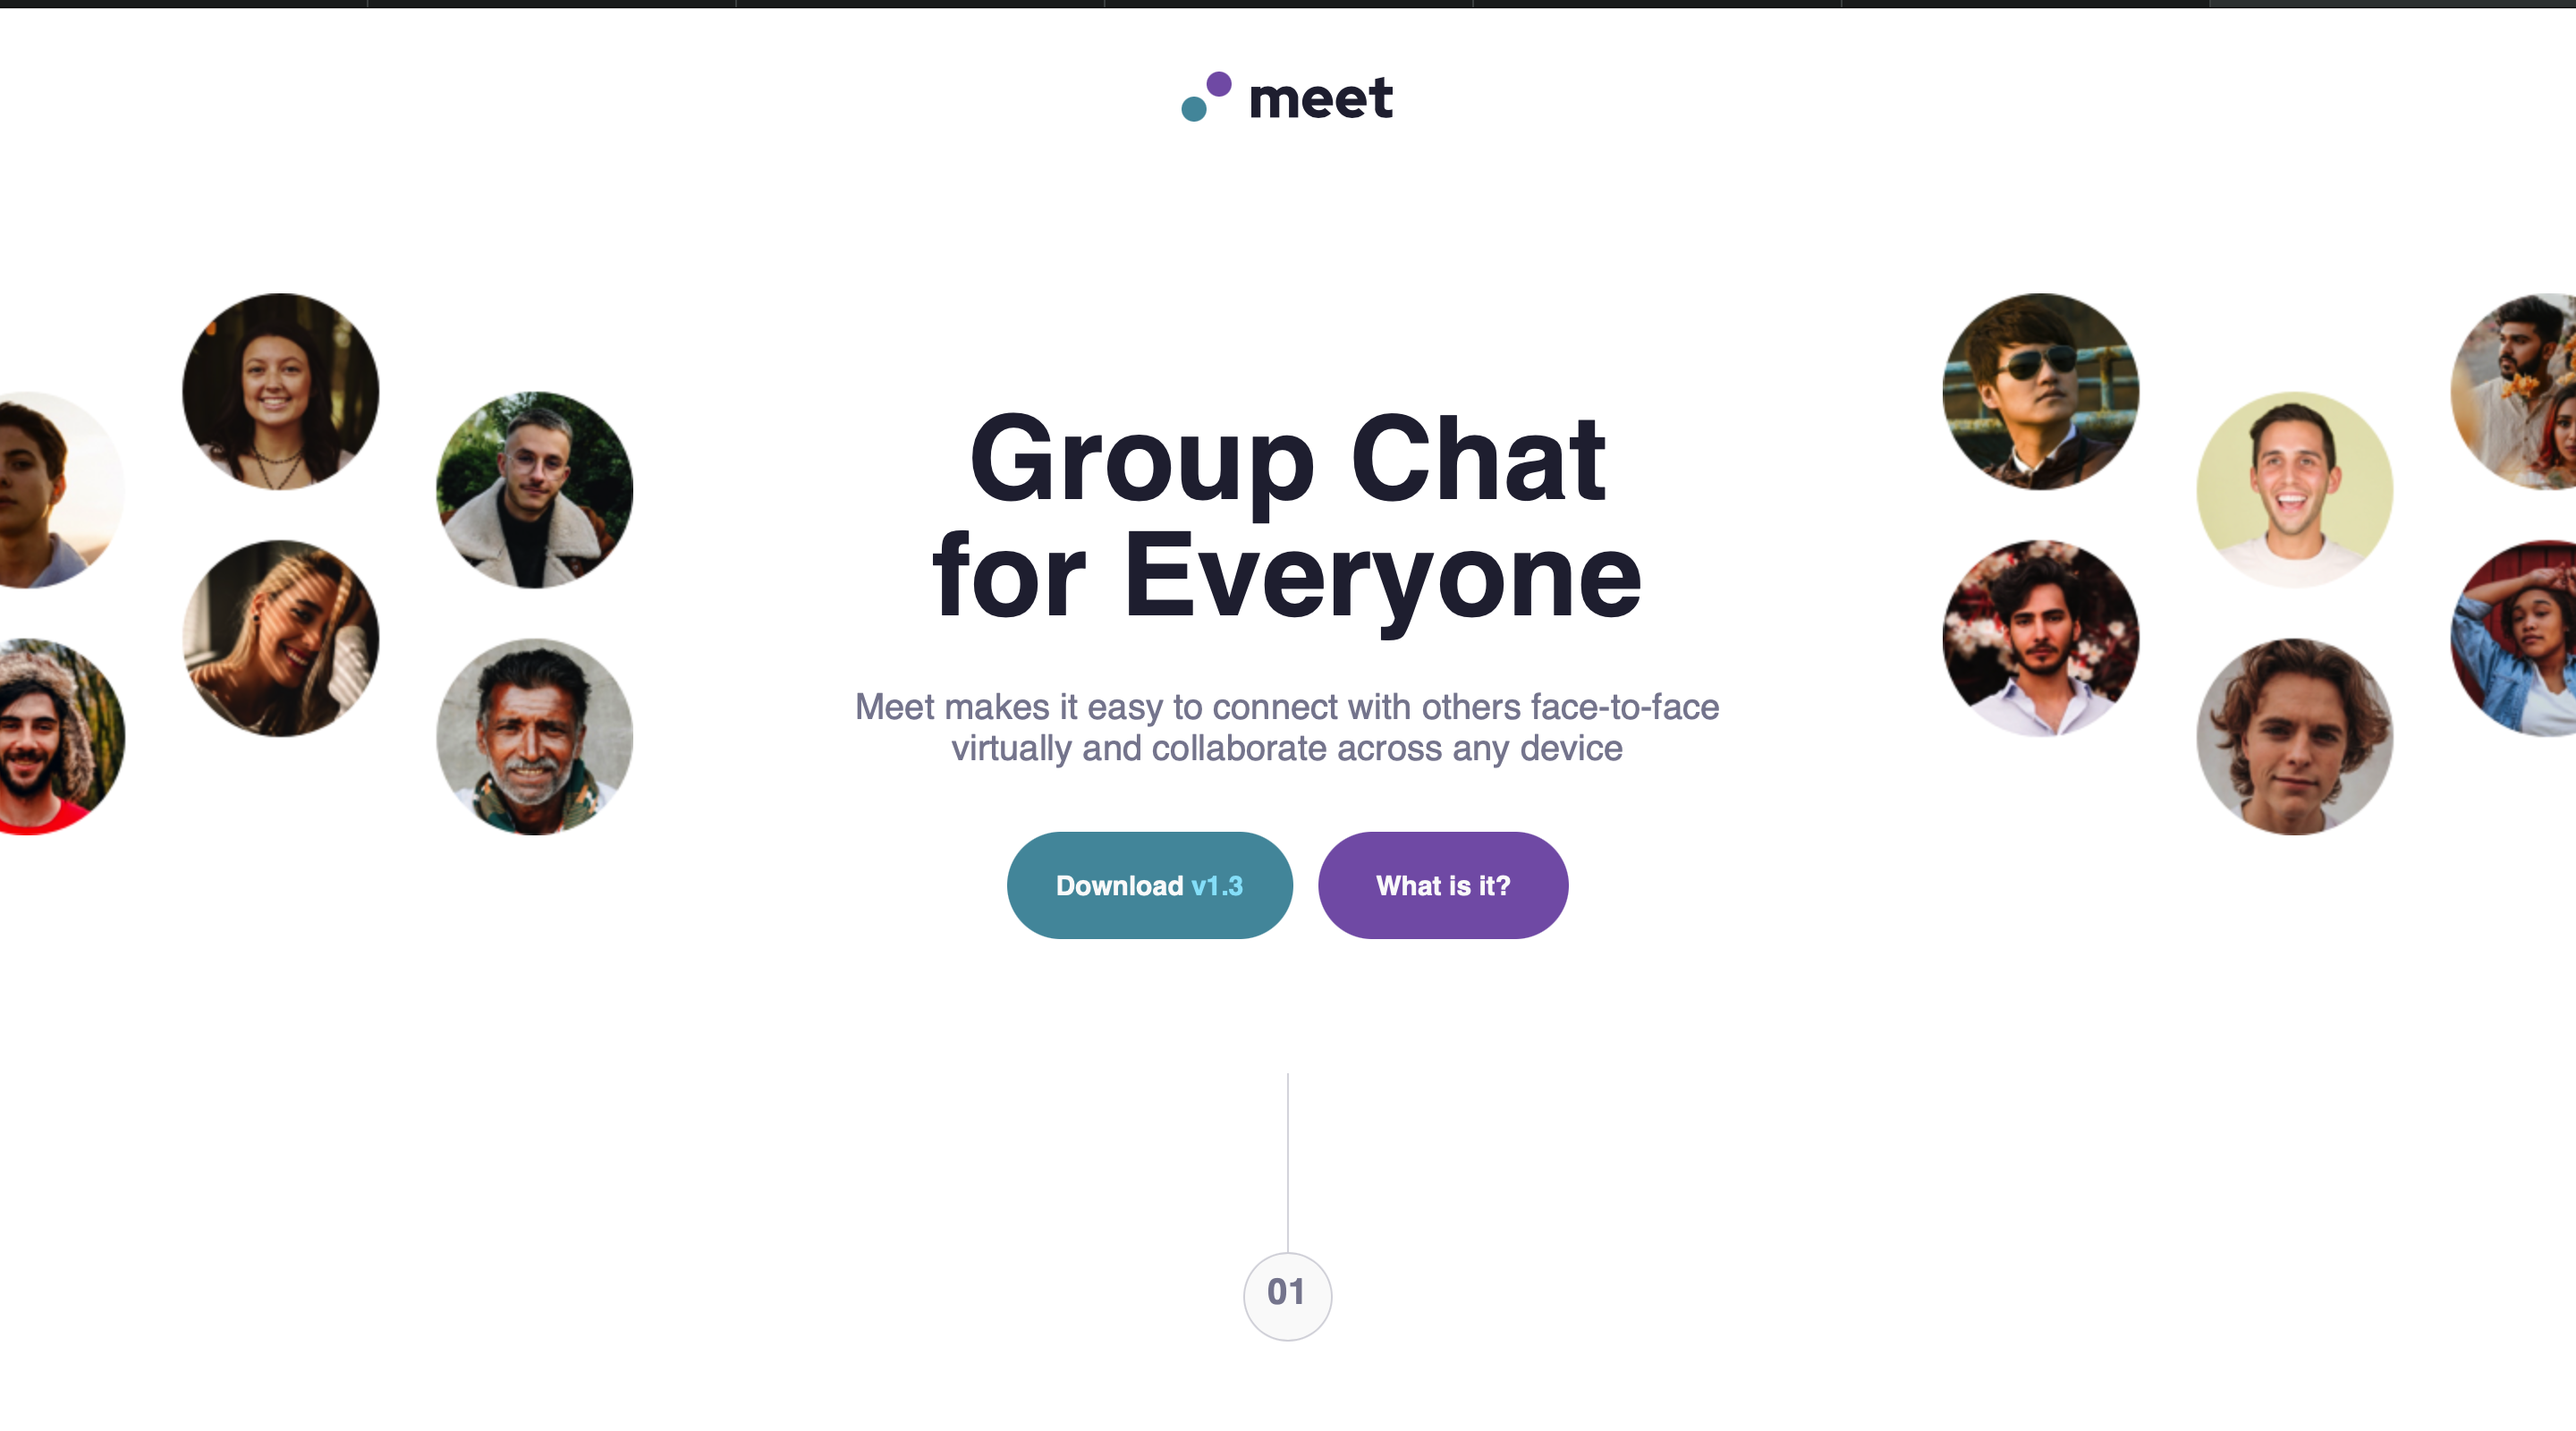 meet
Group Chat
for Everyone
Meet makes it easy to connect with others face-to-face
virtually and collaborate across any device
Download v1.3
What is it?
01